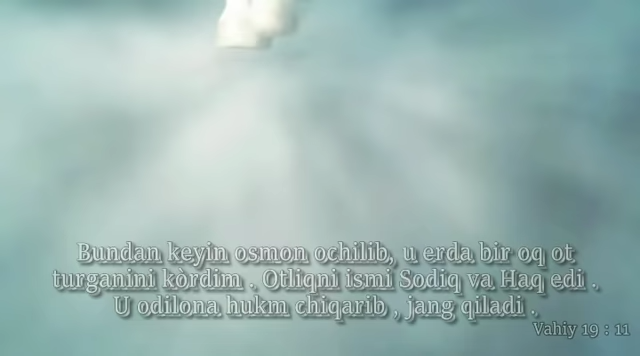 Bundan keyin osmon ochilib, u erda bir oq ot
turganini kòrdim . Otliqni ismi Sodiq va Haq edi .
U odilona hukm chiqarib , jang qiladi .
Vahiy 19 : 11